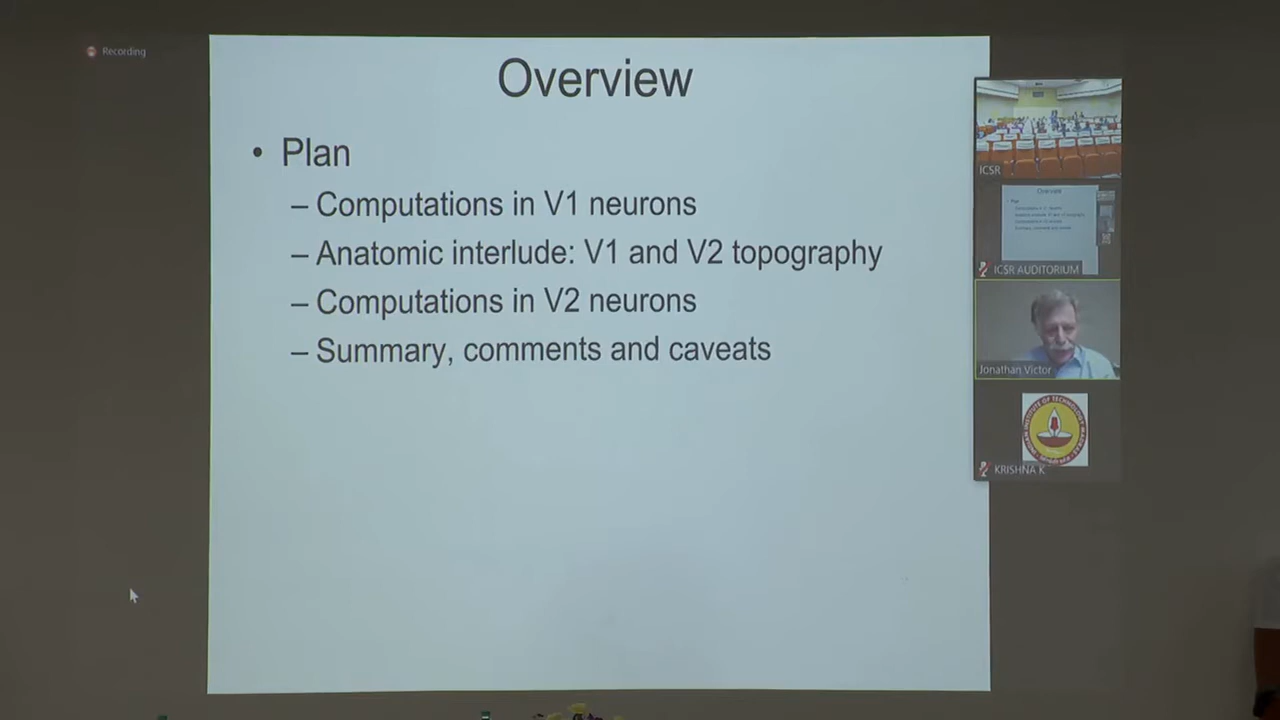 Recording
Overview
• Plan
– Computations in V1 neurons
– Anatomic interlude: V1 and V2 topography
– Computations in V2 neurons
– Summary, comments and caveats
ICSR
Overview
ICSR AUDITORIUM
Jonathan Victor
KRISHNA K